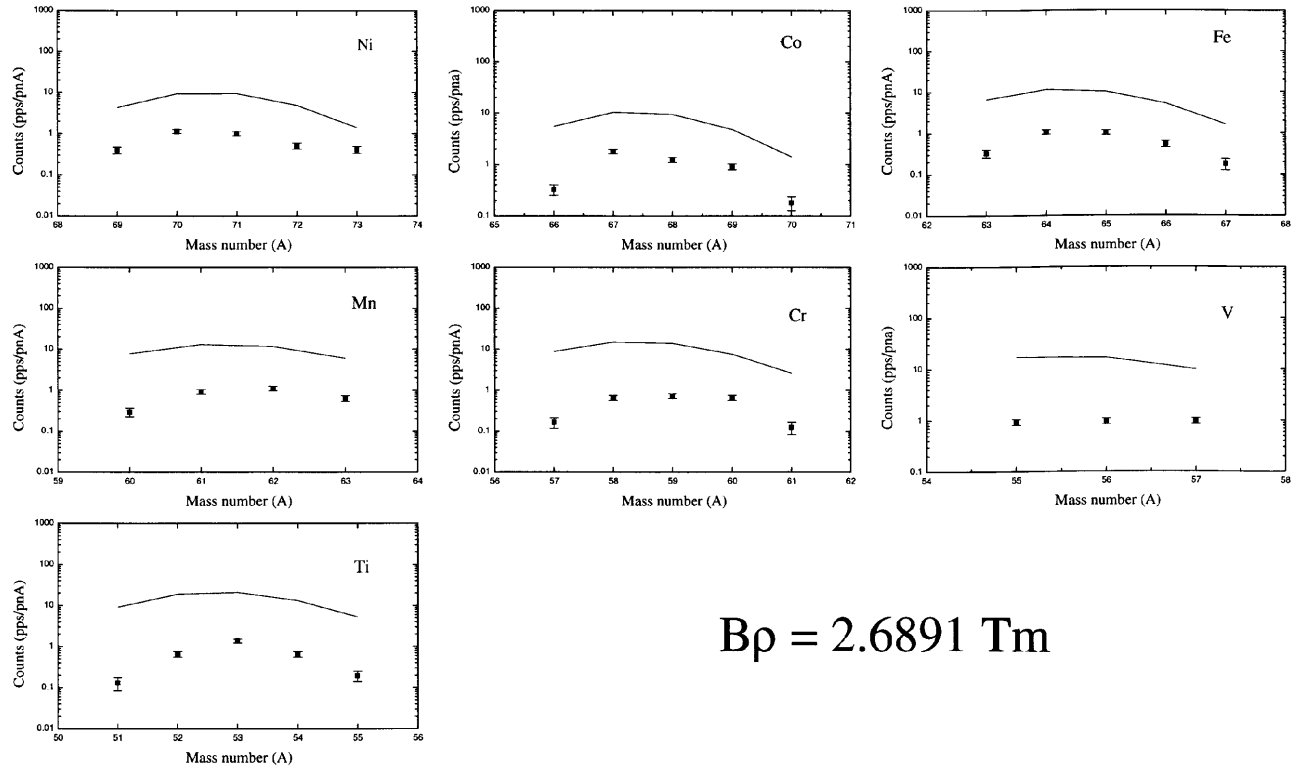 Ni
Counts (pps/pnA)
1000
100
10
1
0.1
0.01
68 69 70 71 72 73 74
Mass number (A)
Co
Counts (pps/pna)
1000
100
10
1
0.1
65 66 67 68 69 70 71
Mass number (A)
Fe
Counts (pps/pnA)
1000
100
10
1
0.1
0.01
62 63 64 65 66 67 68
Mass number (A)
Mn
Counts (pps/pnA)
1000
100
10
1
0.1
0.01
59 60 61 62 63 64
Mass number (A)
Cr
Counts (pps/pnA)
1000
100
10
1
0.1
0.01
56 57 58 59 60 61 62
Mass number (A)
V
Counts (pps/pna)
1000
100
10
1
0.1
54 55 56 57 58
Mass number (A)
Ti
Counts (pps/pnA)
1000
100
10
1
0.1
0.01
50 51 52 53 54 55 56
Mass number (A)
Bρ = 2.6891 Tm